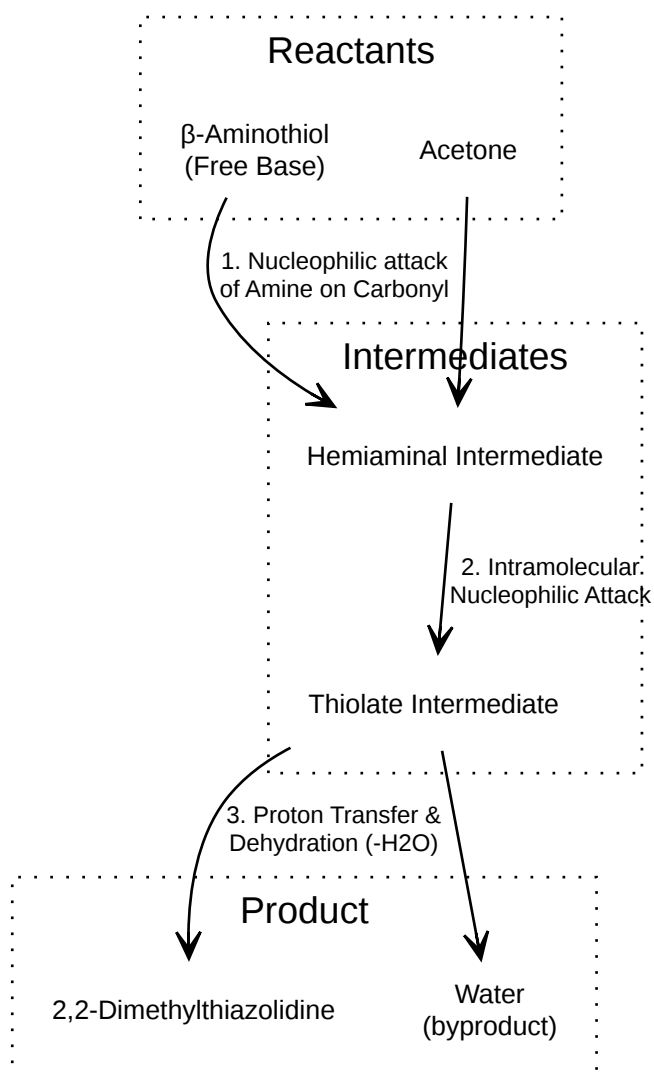 Reactants
β-Aminothiol
(Free Base)
Acetone
1. Nucleophilic attack
of Amine on Carbonyl
Intermediates
Hemiaminal Intermediate
2. Intramolecular
Nucleophilic Attack
Thiolate Intermediate
3. Proton Transfer &
Dehydration (-H2O)
Product
2,2-Dimethylthiazolidine
Water
(byproduct)